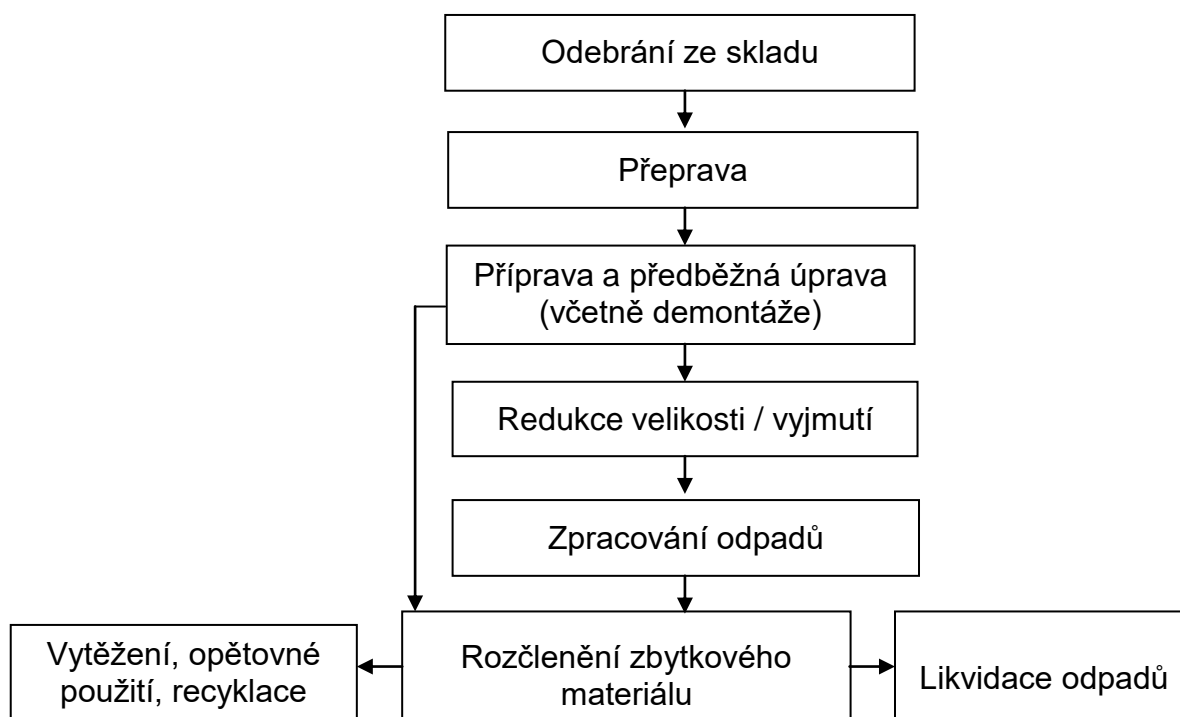 Odebrání ze skladu
Přeprava
Příprava a předběžná úprava
(včetně demontáže)
Redukce velikosti / vyjmutí
Zpracování odpadů
Vytěžení, opětovné
použití, recyklace
Rozčlenění zbytkového
materiálu
Likvidace odpadů